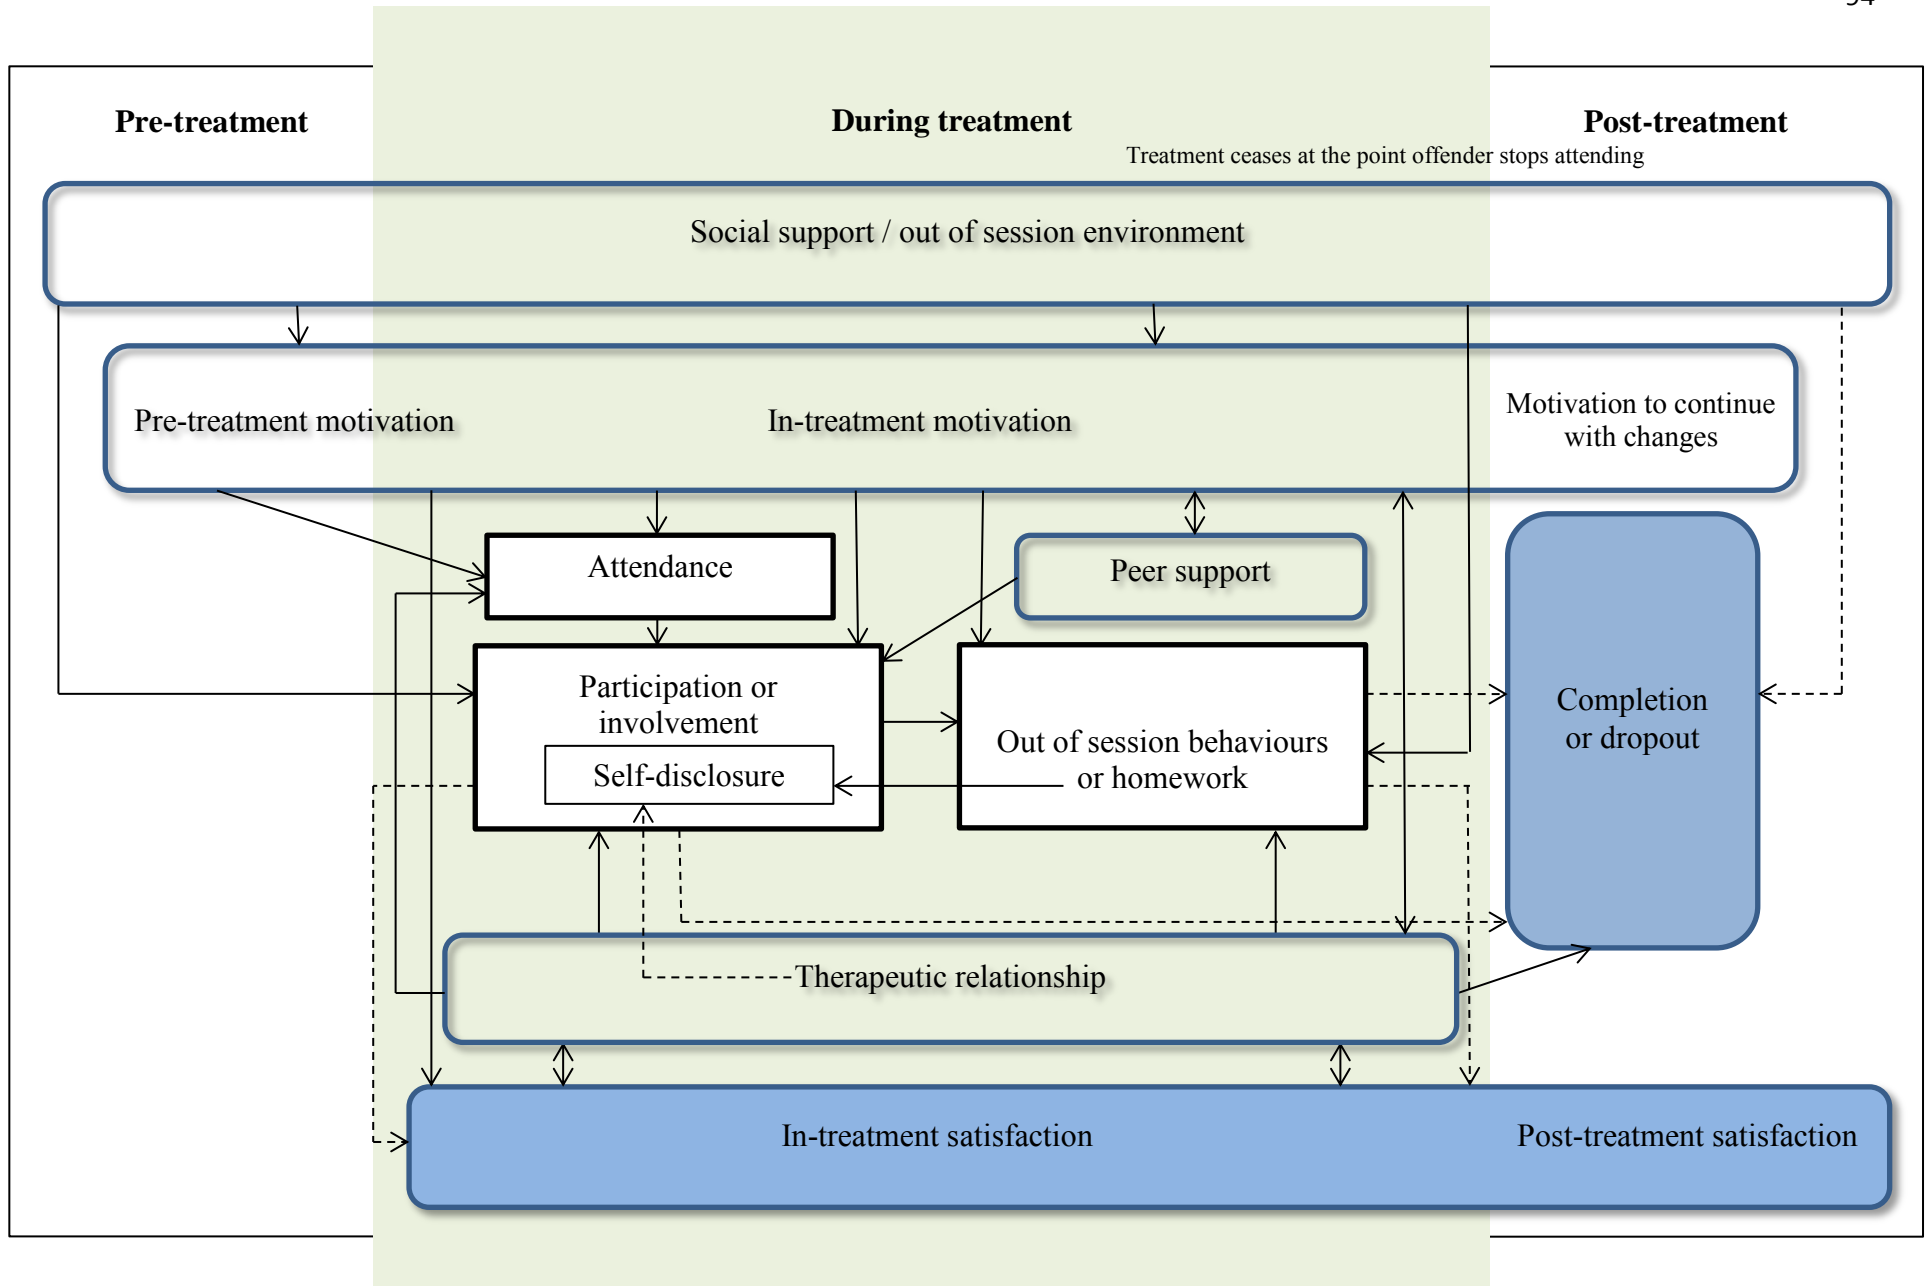 Pre-treatment
During treatment
Post-treatment
Treatment ceases at the point offender stops attending
Social support / out of session environment
Pre-treatment motivation
In-treatment motivation
Motivation to continue
with changes
Attendance
Peer support
Participation or
involvement
Self-disclosure
Out of session behaviours
or homework
Completion
or dropout
Therapeutic relationship
In-treatment satisfaction
Post-treatment satisfaction